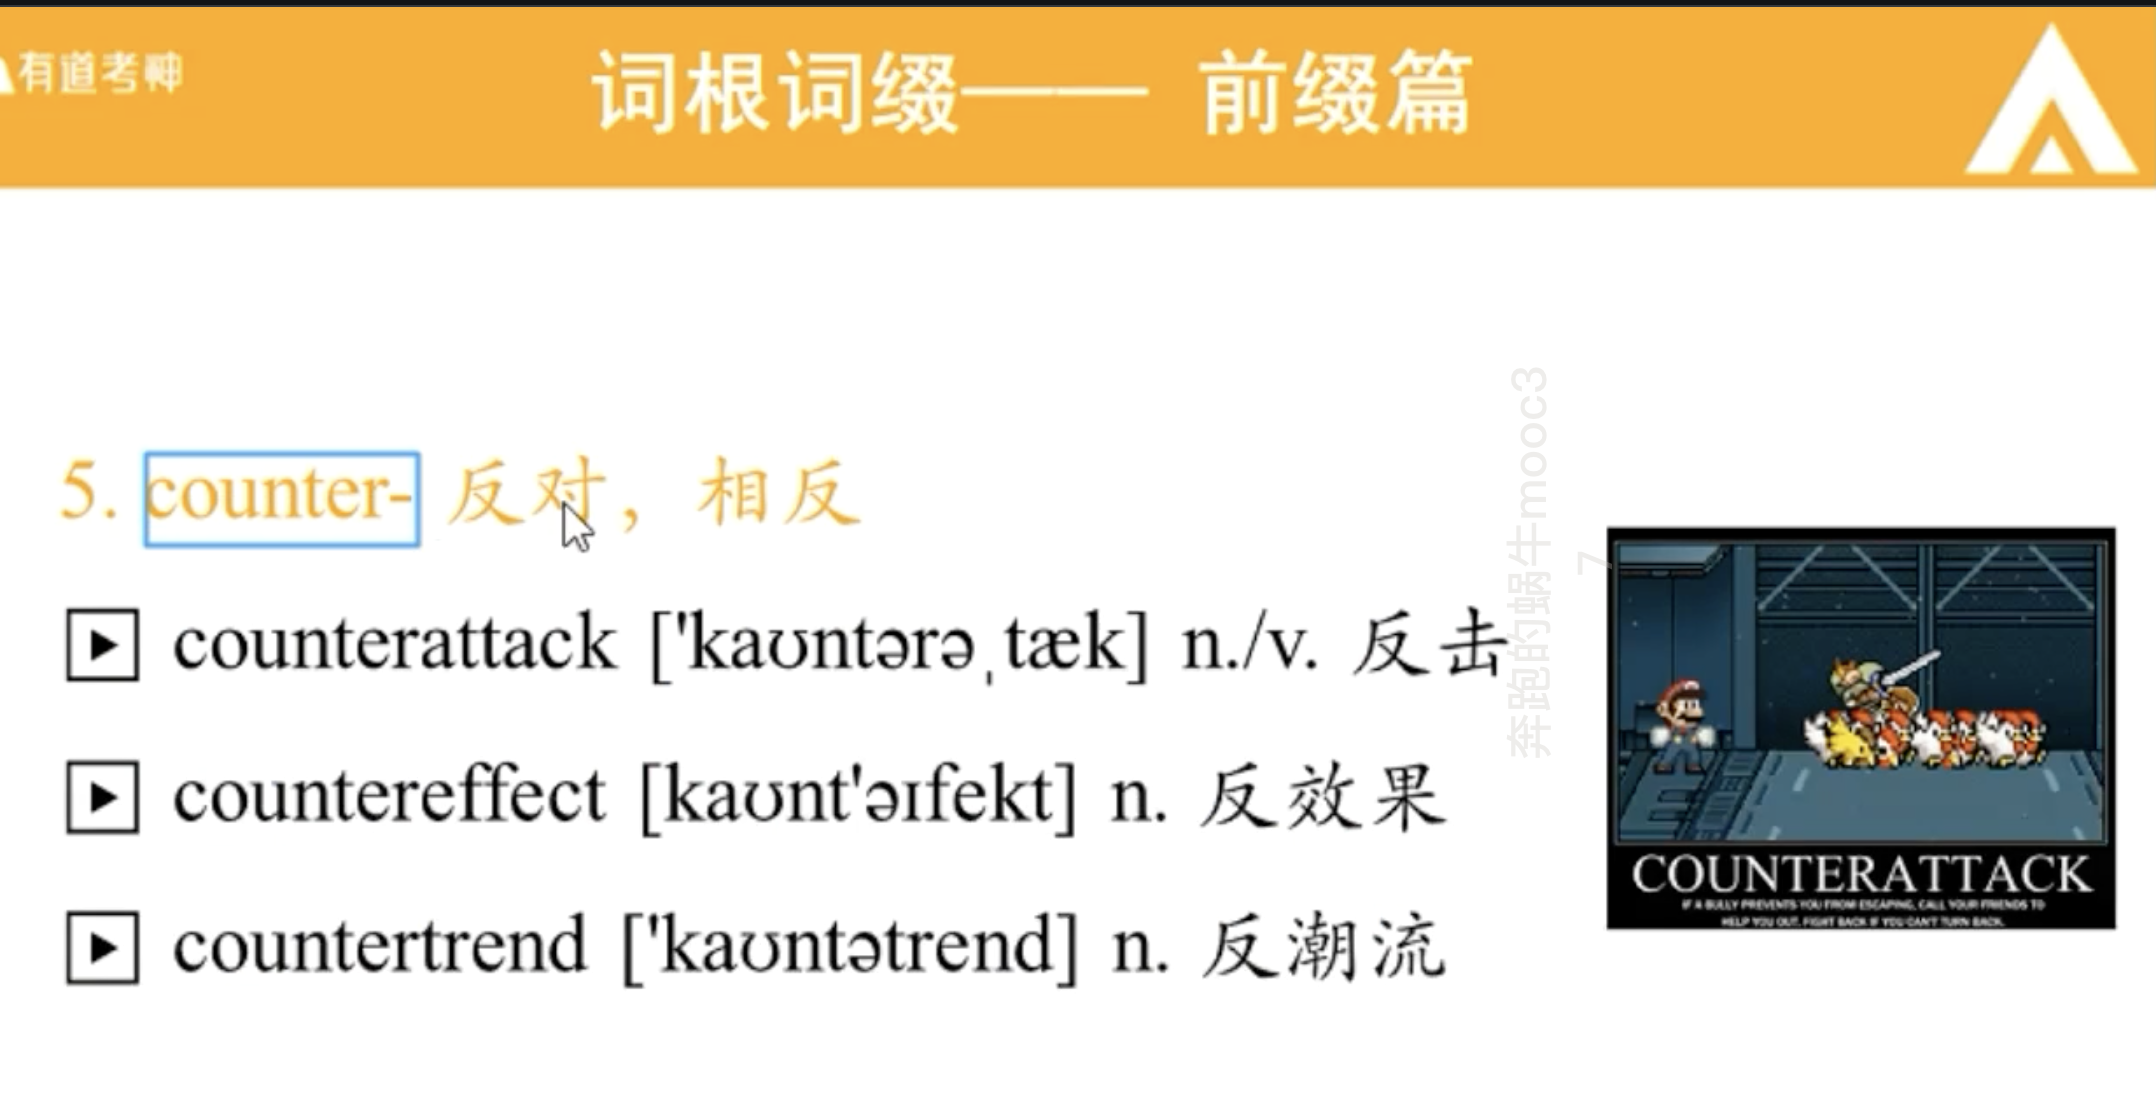 有道考神
词根词缀—— 前缀篇
5. counter- 反对，相反
counterattack ['kaʊntərəˌtæk] n./v. 反击
countereffect [kaʊnt'əɪfekt] n. 反效果
countertrend ['kaʊntətrend] n. 反潮流
奔跑的蜗牛mooc3
7
COUNTERATTACK
IF A BULLY PREVENTS YOU FROM ESCAPING, CALL YOUR FRIENDS TO
HELP YOU OUT. FIGHT BACK IF YOU CAN'T TURN BACK.